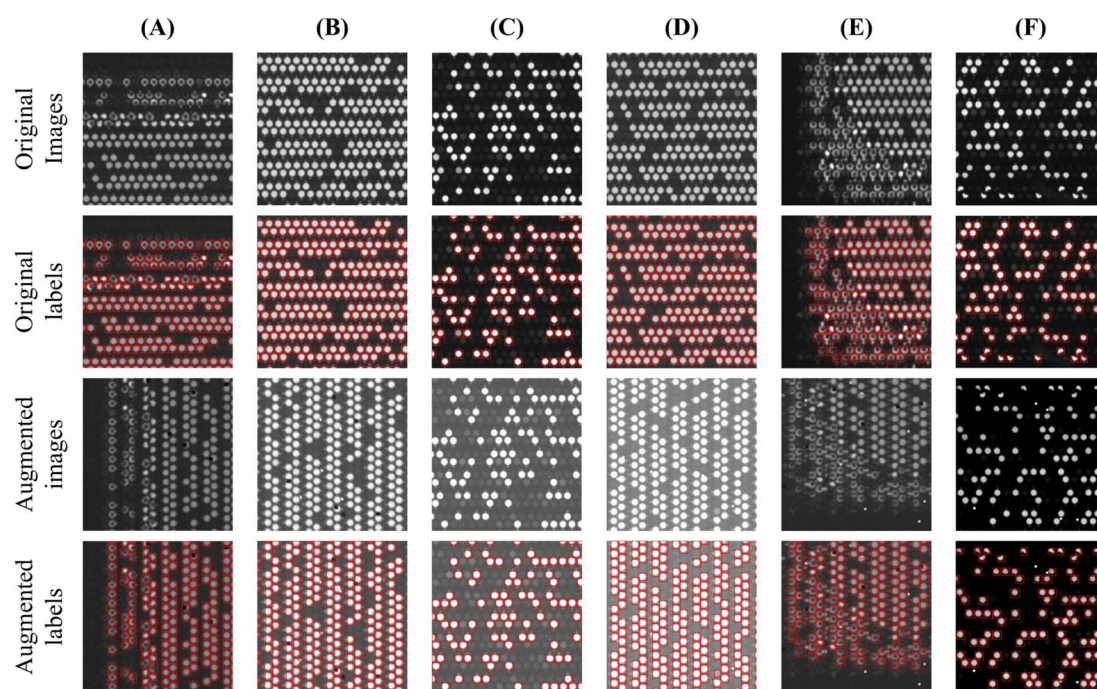 (A) (B) (C) (D) (E) (F)
Original
Images
Original
labels
Augmented
images
Augmented
labels